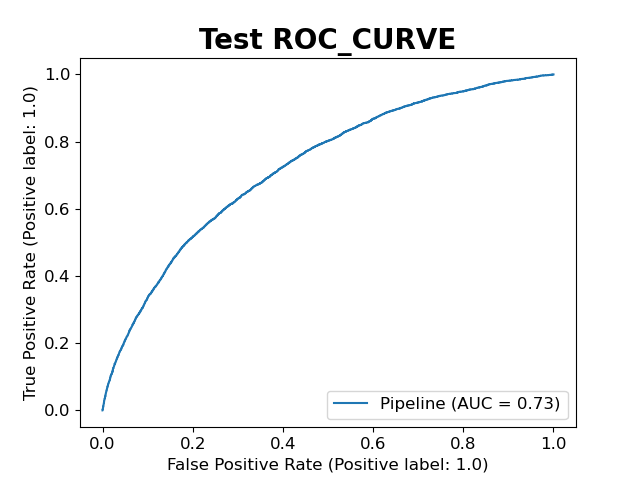 Test ROC_CURVE
True Positive Rate (Positive label: 1.0)
1.0
0.8
0.6
0.4
0.2
0.0
Pipeline (AUC = 0.73)
0.0 0.2 0.4 0.6 0.8 1.0
False Positive Rate (Positive label: 1.0)